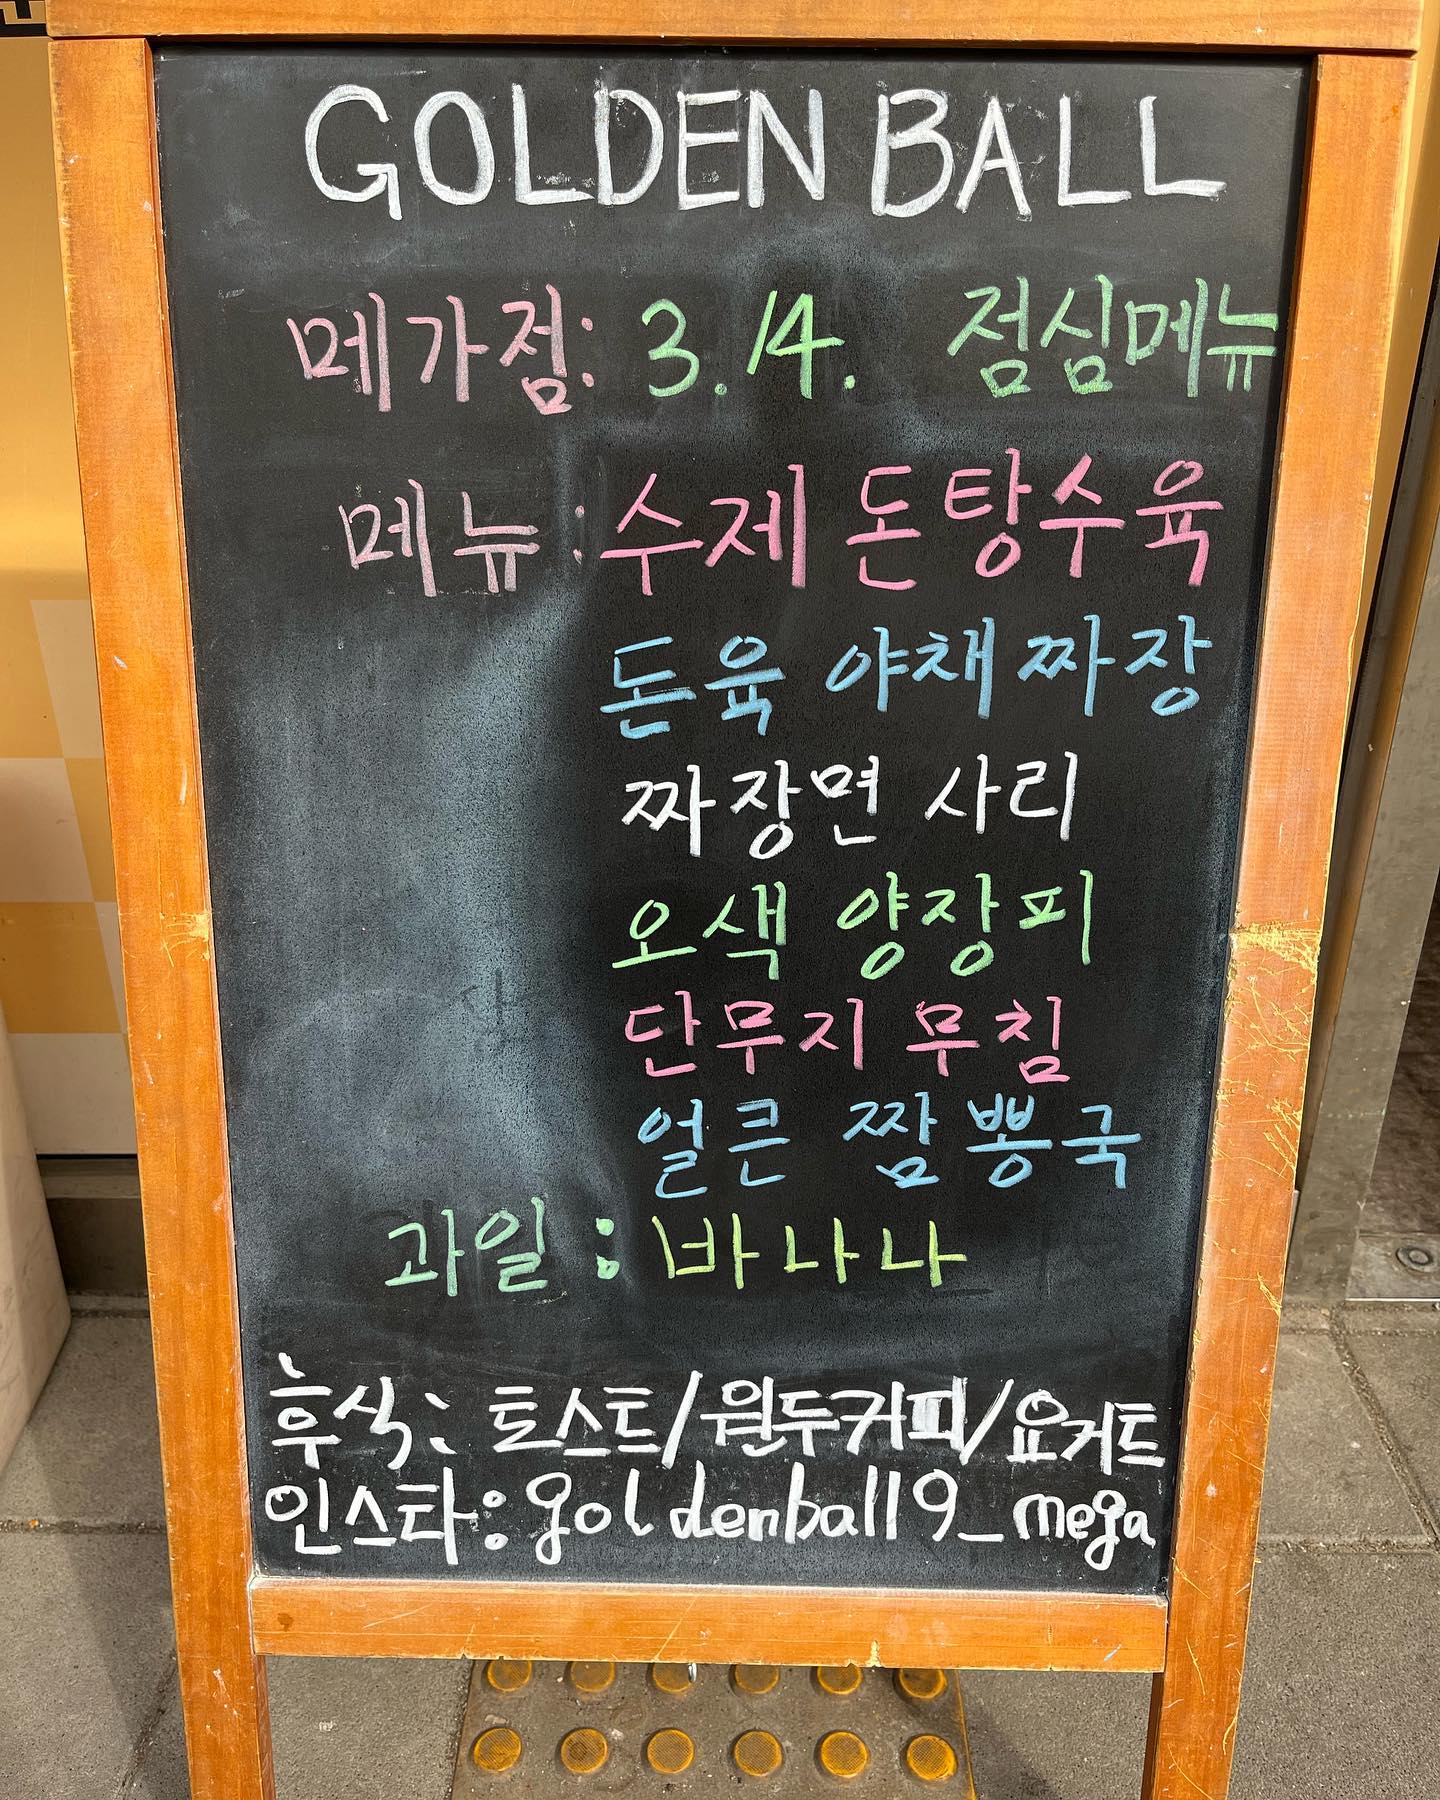 GOLDEN BALL
메가점: 3.14. 점심메뉴
메뉴: 수제 돈탕수육
돈육 야채짜장
짜장면 사리
오색 양장피
단무지 무침
얼큰 짬뽕국
과일: 바나나
후식: 토스트/원두커피/요거트
인스타: goldenball19_mega